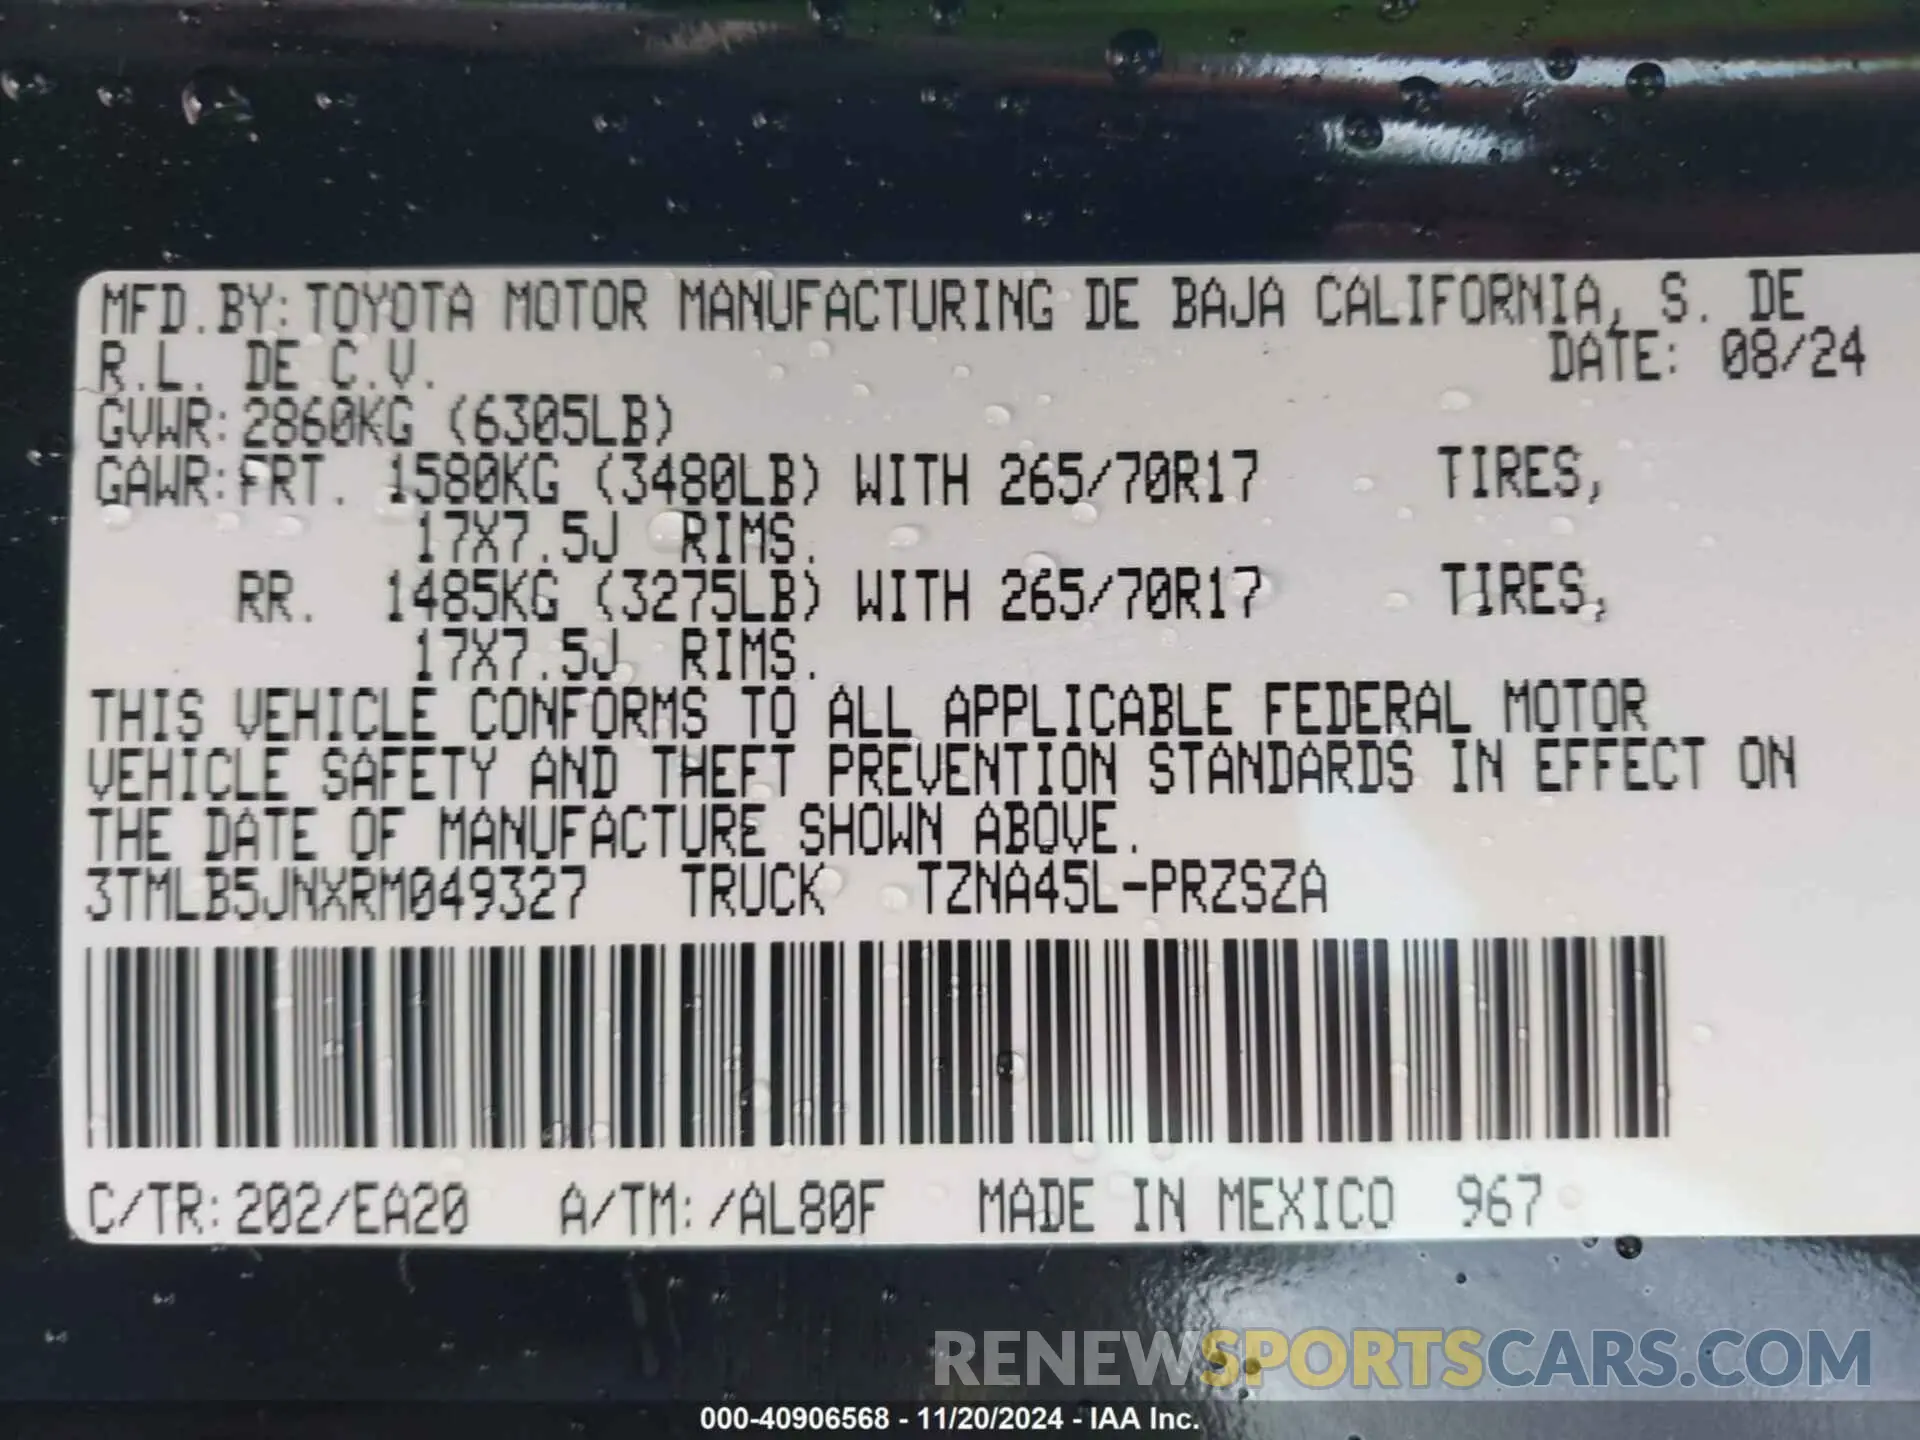 MFD.BY:TOYOTA MOTOR MANUFACTURING DE BAJA CALIFORNIA, S. DE
R.L. DE C.V. DATE: 08/24
GVWR:2860KG (6305LB)
GAWR:FRT. 1580KG (3480LB) WITH 265/70R17 TIRES,
17X7.5J RIMS.
RR. 1485KG (3275LB) WITH 265/70R17 TIRES,
17X7.5J RIMS.
THIS VEHICLE CONFORMS TO ALL APPLICABLE FEDERAL MOTOR
VEHICLE SAFETY AND THEFT PREVENTION STANDARDS IN EFFECT ON
THE DATE OF MANUFACTURE SHOWN ABOVE.
3TMLB5JNXRM049327 TRUCK TZNA45L-PRZSZA
C/TR:202/EA20 A/TM:/AL80F MADE IN MEXICO 967
RENEWSPORTSCARS.COM
000-40906568 - 11/20/2024 - IAA Inc.